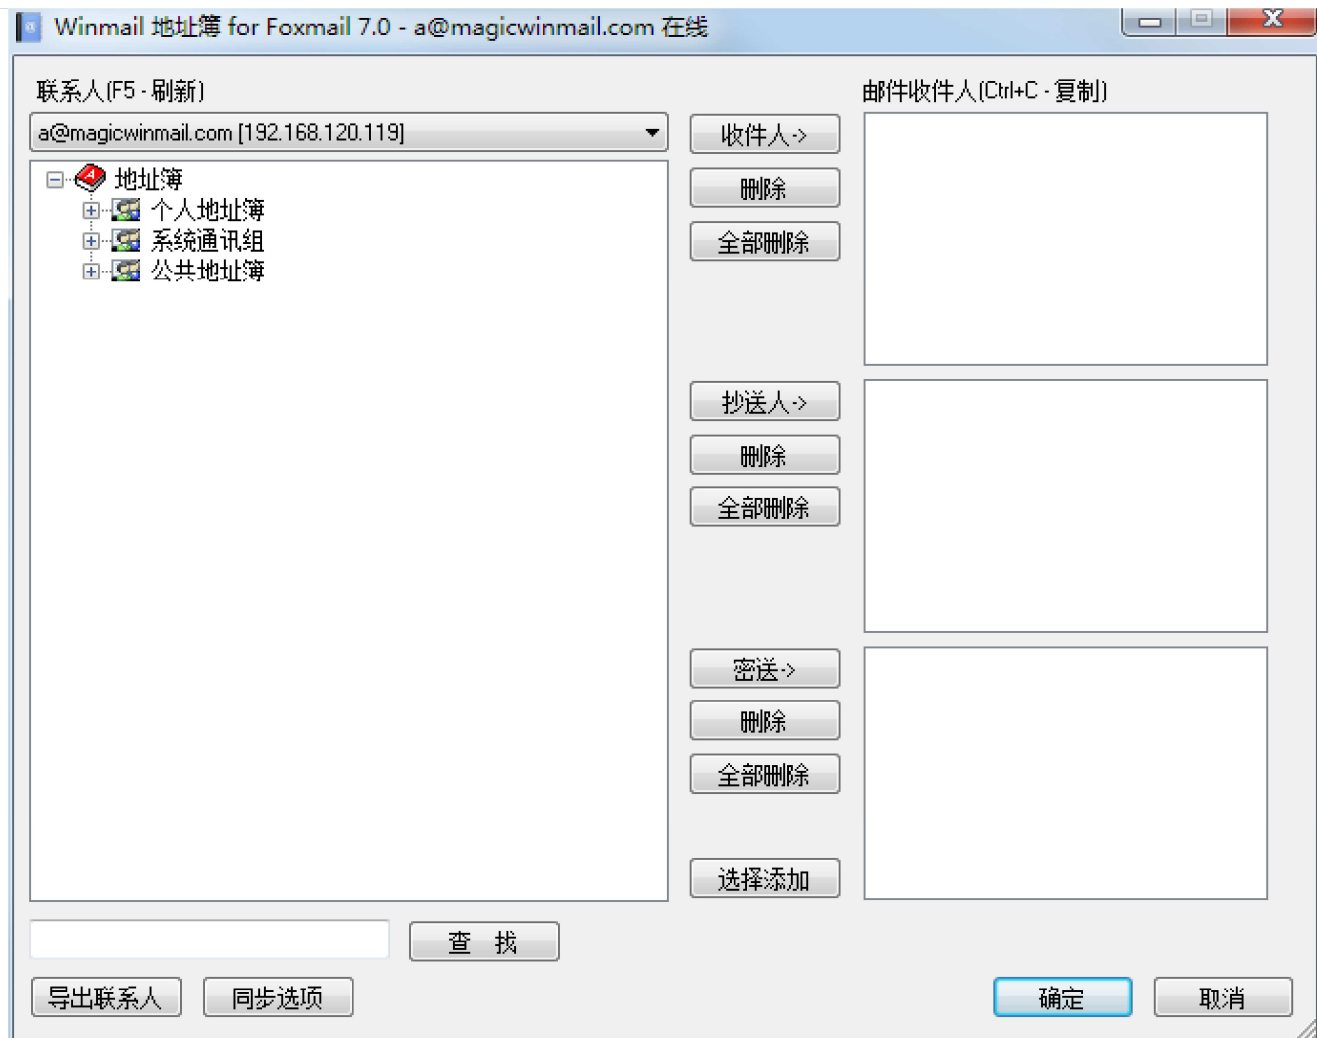 Winmail 地址簿 for Foxmail 7.0 - a@magicwinmail.com 在线
联系人(F5 - 刷新)
a@magicwinmail.com [192.168.120.119]
地址簿
个人地址簿
系统通讯组
公共地址簿
收件人->
删除
全部删除
抄送人->
删除
全部删除
密送->
删除
全部删除
选择添加
邮件收件人(Ctrl+C - 复制)
查 找
导出联系人
同步选项
确定
取消